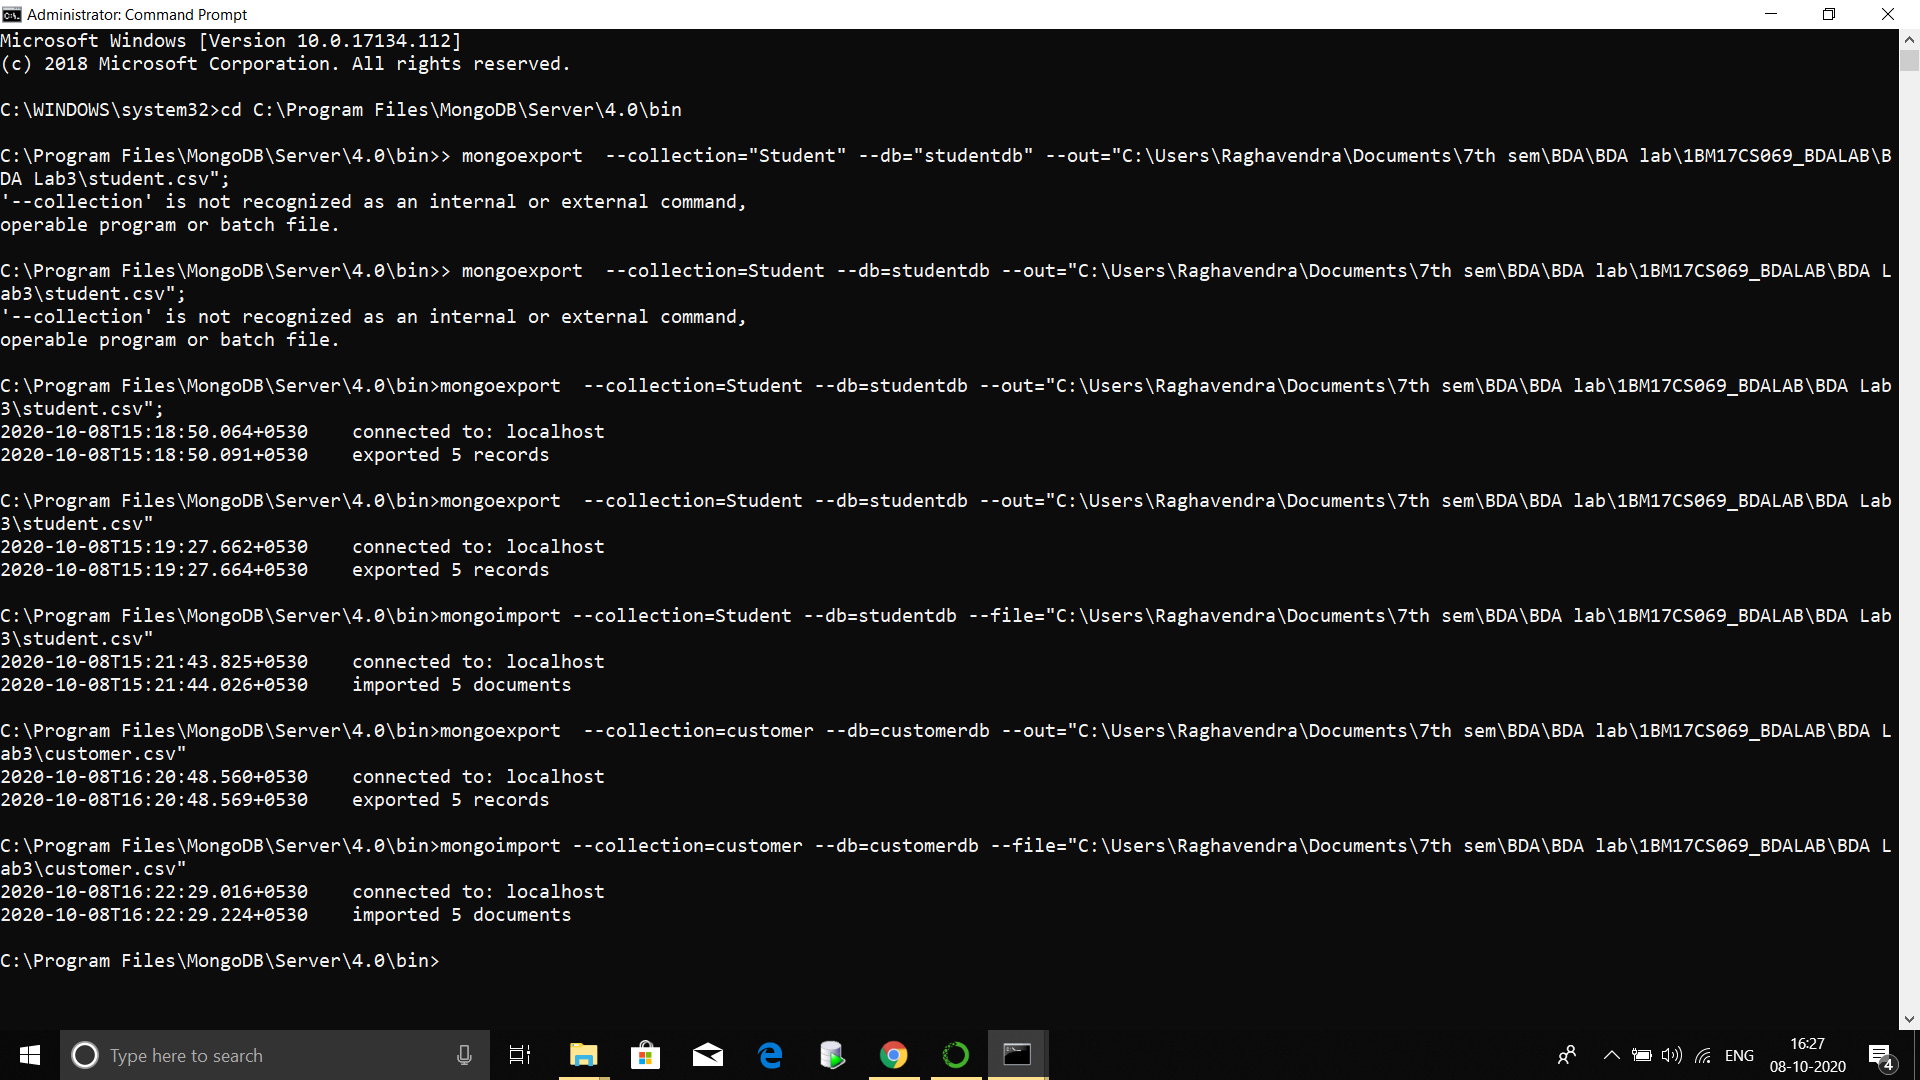 Administrator: Command Prompt
Microsoft Windows [Version 10.0.17134.112]
(c) 2018 Microsoft Corporation. All rights reserved.
C:\WINDOWS\system32>cd C:\Program Files\MongoDB\Server\4.0\bin
C:\Program Files\MongoDB\Server\4.0\bin>> mongoexport  --collection="Student" --db="studentdb" --out="C:\Users\Raghavendra\Documents\7th sem\BDA\BDA lab\1BM17CS069_BDALAB\B
DA Lab3\student.csv";
'--collection' is not recognized as an internal or external command,
operable program or batch file.
C:\Program Files\MongoDB\Server\4.0\bin>> mongoexport  --collection=Student --db=studentdb --out="C:\Users\Raghavendra\Documents\7th sem\BDA\BDA lab\1BM17CS069_BDALAB\BDA L
ab3\student.csv";
'--collection' is not recognized as an internal or external command,
operable program or batch file.
C:\Program Files\MongoDB\Server\4.0\bin>mongoexport  --collection=Student --db=studentdb --out="C:\Users\Raghavendra\Documents\7th sem\BDA\BDA lab\1BM17CS069_BDALAB\BDA Lab
3\student.csv";
2020-10-08T15:18:50.064+0530    connected to: localhost
2020-10-08T15:18:50.091+0530    exported 5 records
C:\Program Files\MongoDB\Server\4.0\bin>mongoexport  --collection=Student --db=studentdb --out="C:\Users\Raghavendra\Documents\7th sem\BDA\BDA lab\1BM17CS069_BDALAB\BDA Lab
3\student.csv"
2020-10-08T15:19:27.662+0530    connected to: localhost
2020-10-08T15:19:27.664+0530    exported 5 records
C:\Program Files\MongoDB\Server\4.0\bin>mongoimport --collection=Student --db=studentdb --file="C:\Users\Raghavendra\Documents\7th sem\BDA\BDA lab\1BM17CS069_BDALAB\BDA Lab
3\student.csv"
2020-10-08T15:21:43.825+0530    connected to: localhost
2020-10-08T15:21:44.026+0530    imported 5 documents
C:\Program Files\MongoDB\Server\4.0\bin>mongoexport  --collection=customer --db=customerdb --out="C:\Users\Raghavendra\Documents\7th sem\BDA\BDA lab\1BM17CS069_BDALAB\BDA L
ab3\customer.csv"
2020-10-08T16:20:48.560+0530    connected to: localhost
2020-10-08T16:20:48.569+0530    exported 5 records
C:\Program Files\MongoDB\Server\4.0\bin>mongoimport --collection=customer --db=customerdb --file="C:\Users\Raghavendra\Documents\7th sem\BDA\BDA lab\1BM17CS069_BDALAB\BDA L
ab3\customer.csv"
2020-10-08T16:22:29.016+0530    connected to: localhost
2020-10-08T16:22:29.224+0530    imported 5 documents
C:\Program Files\MongoDB\Server\4.0\bin>
Type here to search
ENG
16:27
08-10-2020
4